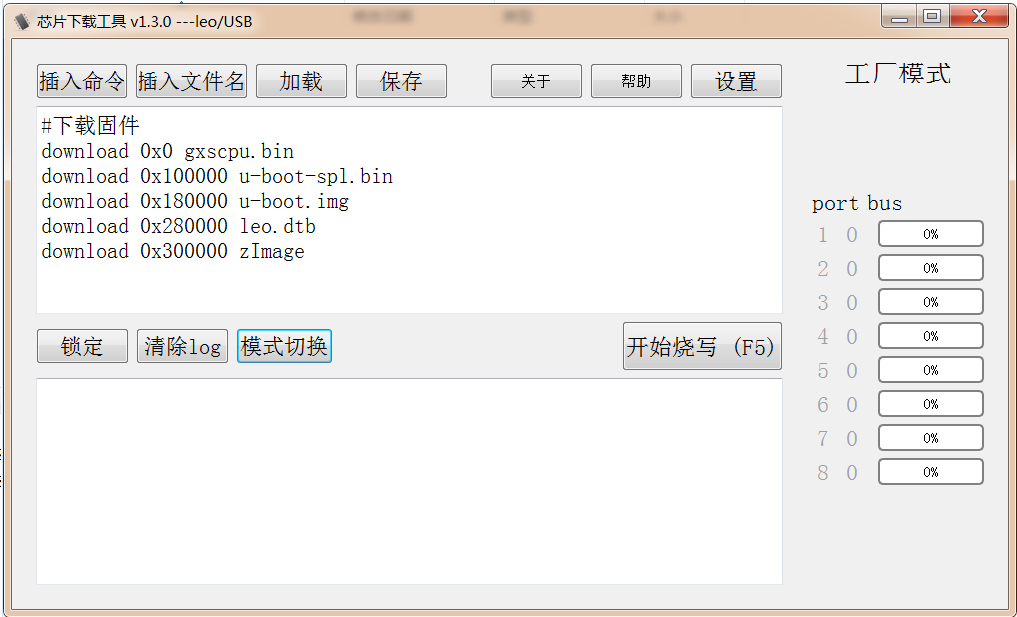 芯片下载工具 v1.3.0 ---leo/USB
插入命令 插入文件名 加载 保存 关于 帮助 设置
工厂模式
#下载固件
download 0x0 gxscpu.bin
download 0x100000 u-boot-spl.bin
download 0x180000 u-boot.img
download 0x280000 leo.dtb
download 0x300000 zImage
锁定 清除log 模式切换 开始烧写 (F5)
port bus
1 0 0%
2 0 0%
3 0 0%
4 0 0%
5 0 0%
6 0 0%
7 0 0%
8 0 0%